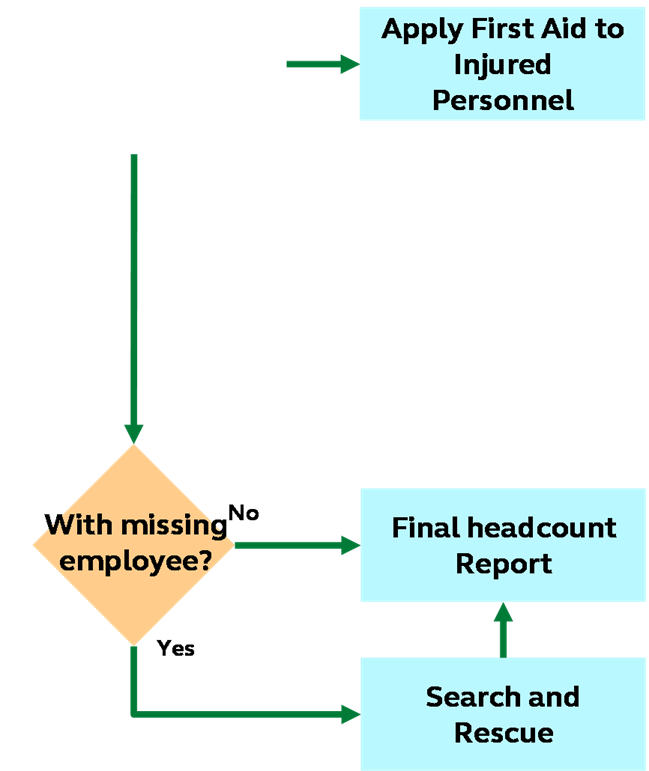 Apply First Aid to
Injured
Personnel
With missing
employee?
No
Final headcount
Report
Yes
Search and
Rescue